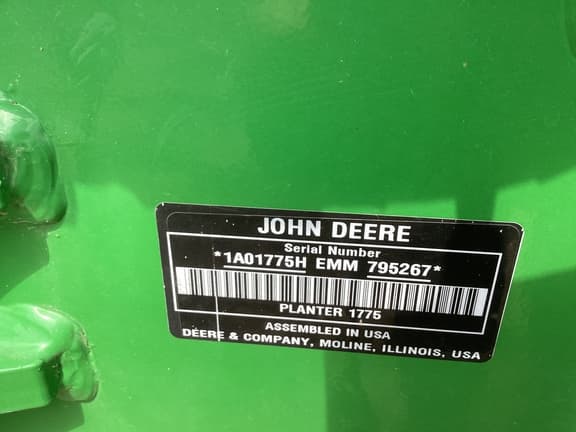 JOHN DEERE
Serial Number
*1A01775H EMM 795267*
PLANTER 1775
ASSEMBLED IN USA
DEERE & COMPANY, MOLINE, ILLINOIS, USA